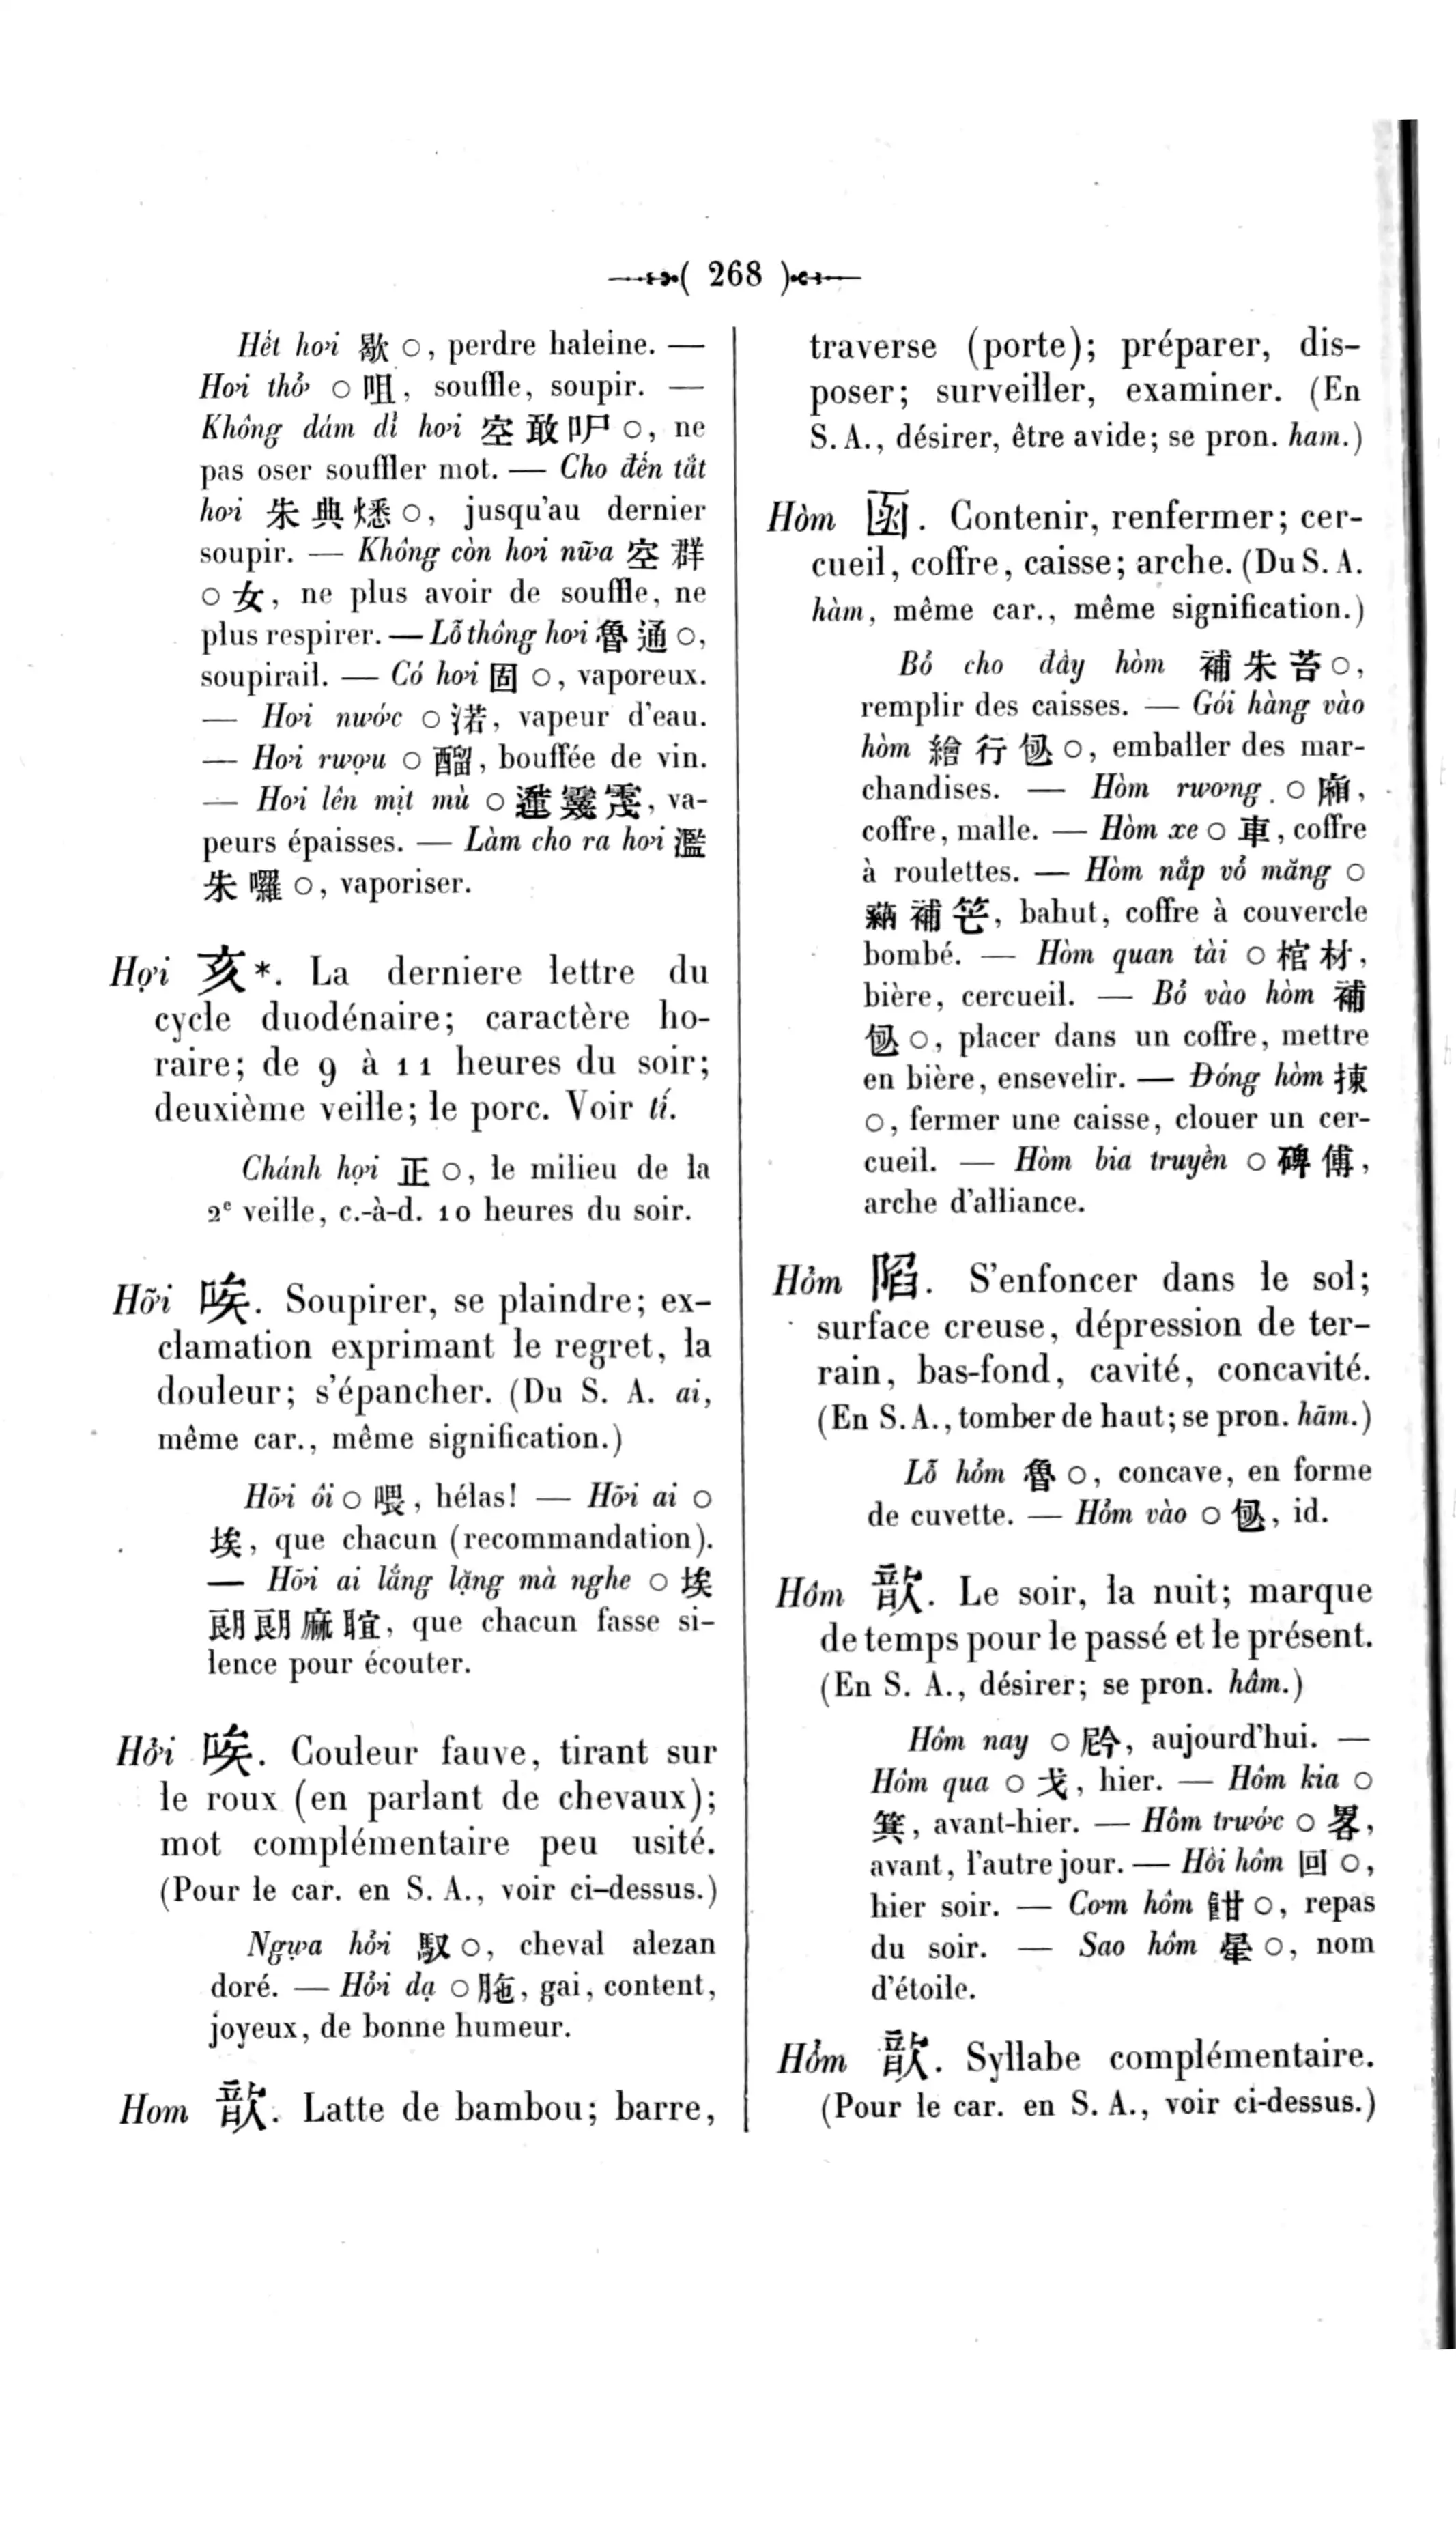 ( 268 )
Hết hơi 歇 ○, perdre haleine. —
Hơi thở ○ 咀, souffle, soupir. —
Không dám dỉ hơi 空 敢 ○, ne
pas oser souffler mot. — Cho đến tắt
hơi 朱 典 ○, jusqu'au dernier
soupir. — Không còn hơi nữa 空 群
○ 女, ne plus avoir de souffle, ne
plus respirer. — Lỗ thông hơi 魯 通 ○,
soupirail. — Có hơi 固 ○, vaporeux.
— Hơi nước ○ 渃, vapeur d'eau.
— Hơi rượu ○ 醹, bouffée de vin.
— Hơi lên mịt mù ○, va-
peurs épaisses. — Làm cho ra hơi 濫
朱 囉 ○, vaporiser.
Hợi 亥 *. La derniere lettre du
cycle duodénaire; caractère ho-
raire; de 9 à 11 heures du soir;
deuxième veille; le porc. Voir tí.
Chánh hợi 正 ○, le milieu de la
2e veille, c.-à-d. 10 heures du soir.
Hỡi 唉. Soupirer, se plaindre; ex-
clamation exprimant le regret, la
douleur; s'épancher. (Du S. A. ai,
même car., même signification.)
Hỡi ôi ○ 喂, hélas! — Hỡi ai ○
埃, que chacun (recommandation).
— Hỡi ai lẳng lặng mà nghe ○ 埃
朗 朗 麻 聇, que chacun fasse si-
lence pour écouter.
Hởi 唉. Couleur fauve, tirant sur
le roux (en parlant de chevaux);
mot complémentaire peu usité.
(Pour le car. en S. A., voir ci-dessus.)
Ngựa hởi 馭 ○, cheval alezan
doré. — Hởi dạ ○, gai, content,
joyeux, de bonne humeur.
Hom 歆. Latte de bambou; barre,
traverse (porte); préparer, dis-
poser; surveiller, examiner. (En
S. A., désirer, être avide; se pron. ham.)
Hòm 函. Contenir, renfermer; cer-
cueil, coffre, caisse; arche. (Du S. A.
hàm, même car., même signification.)
Bỏ cho đầy hòm 補 朱 苔 ○,
remplir des caisses. — Gói hàng vào
hòm 繪 行 ○, emballer des mar-
chandises. — Hòm rương ○ 廂,
coffre, malle. — Hòm xe ○ 車, coffre
à roulettes. — Hòm nắp vỏ măng ○
補 笀, bahut, coffre à couvercle
bombé. — Hòm quan tài ○ 棺 材,
bière, cercueil. — Bỏ vào hòm 補
○, placer dans un coffre, mettre
en bière, ensevelir. — Đóng hòm 揀
○, fermer une caisse, clouer un cer-
cueil. — Hòm bia truyền ○ 碑 傅,
arche d'alliance.
Hỏm 陷. S'enfoncer dans le sol;
surface creuse, dépression de ter-
rain, bas-fond, cavité, concavité.
(En S. A., tomber de haut; se pron. hãm.)
Lỗ hỏm 魯 ○, concave, en forme
de cuvette. — Hỏm vào ○, id.
Hôm 歆. Le soir, la nuit; marque
de temps pour le passé et le présent.
(En S. A., désirer; se pron. hâm.)
Hôm nay ○, aujourd'hui. —
Hôm qua ○ 戈, hier. — Hôm kia ○
箕, avant-hier. — Hôm trước ○ 畧,
avant, l'autre jour. — Hồi hôm 回 ○,
hier soir. — Cơm hôm 䬲 ○, repas
du soir. — Sao hôm ○, nom
d'étoile.
Hổm 歆. Syllabe complémentaire.
(Pour le car. en S. A., voir ci-dessus.)